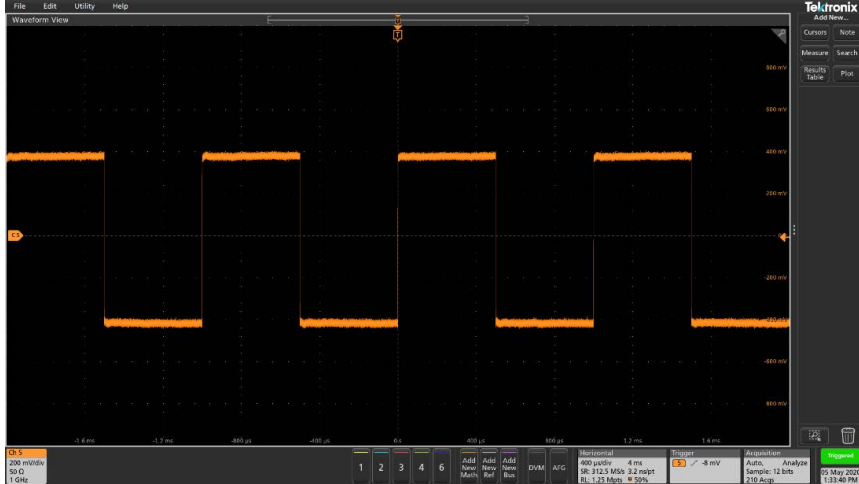 File Edit Utility Help
Tektronix
Waveform View
Add New...
T
Cursors Note
Measure Search
Results Table Plot
800 mV
600 mV
400 mV
200 mV
C5
-200 mV
-400 mV
-600 mV
-1.6 ms -1.2 ms -800 µs -400 µs 0 s 400 µs 800 µs 1.2 ms 1.6 ms
Ch 5
200 mV/div
50 Ω
1 GHz
1 2 3 4 6
Add New Math
Add New Ref
Add New Bus
DVM AFG
Horizontal
400 µs/div 4 ms
SR: 312.5 MS/s 3.2 ns/pt
RL: 1.25 Mpts 50%
Trigger
5 -8 mV
Acquisition
Auto, Analyze
Sample: 12 bits
210 Acqs
Triggered
05 May 2020
1:33:40 PM